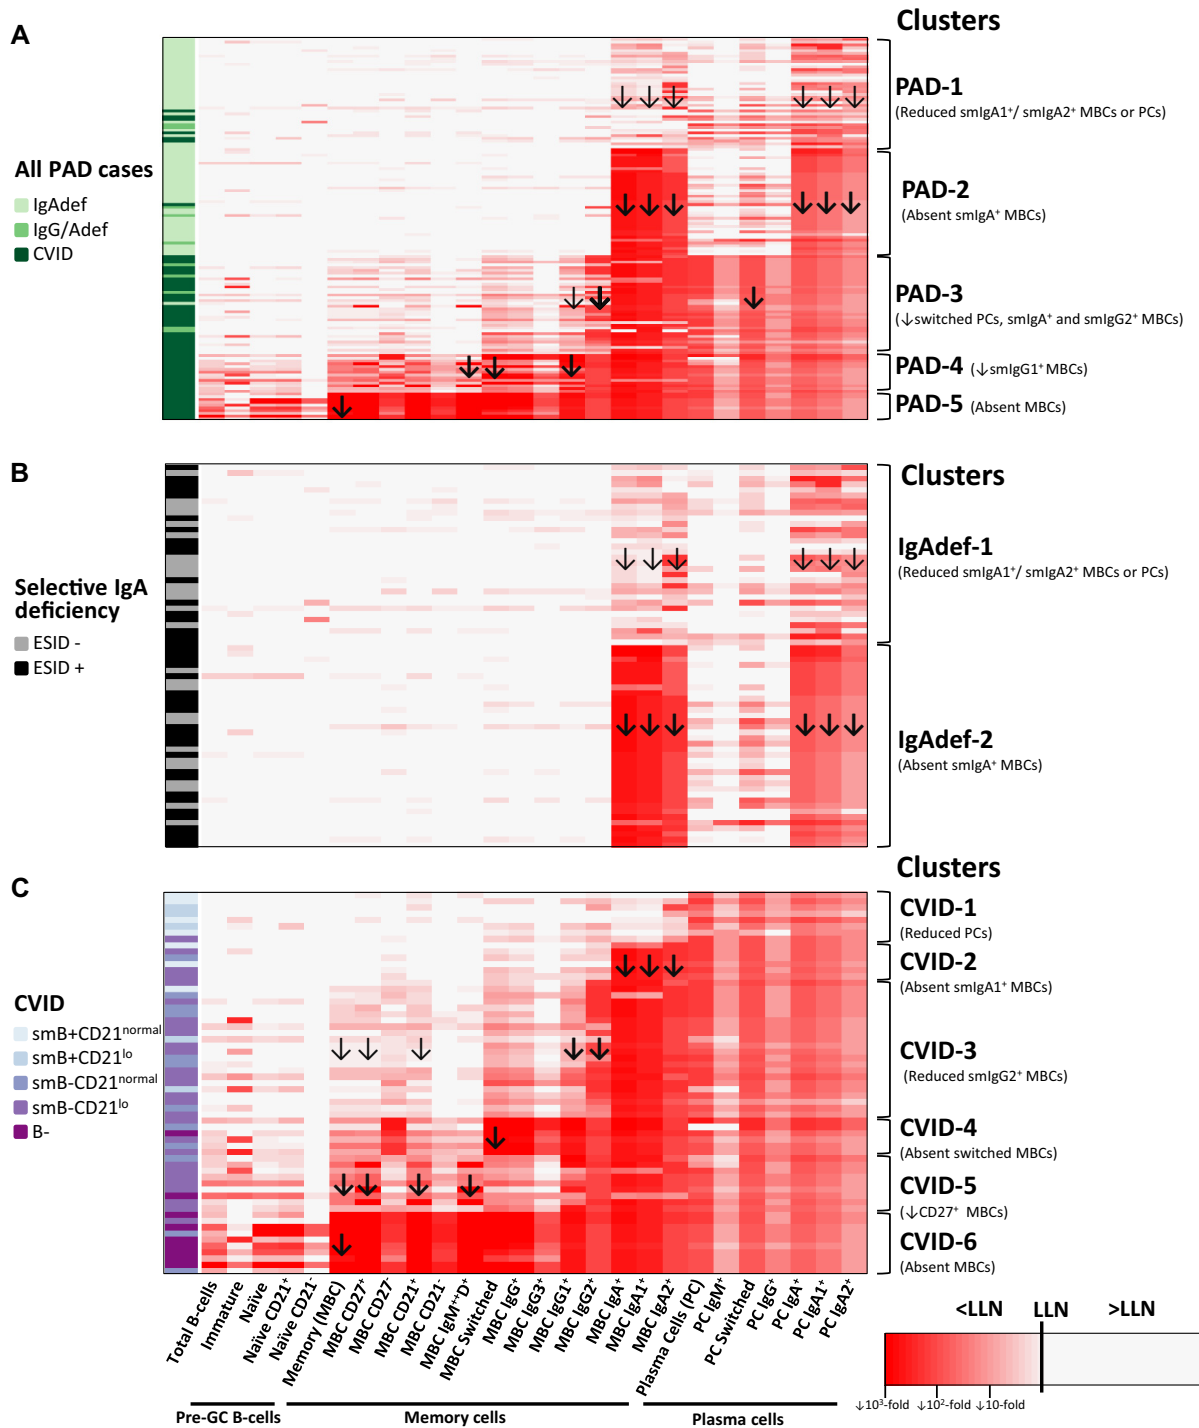 A
Clusters
All PAD cases
IgAdef
IgG/Adef
CVID
PAD-1
(Reduced smIgA1⁺/ smIgA2⁺ MBCs or PCs)
PAD-2
(Absent smIgA⁺ MBCs)
PAD-3
(↓switched PCs, smIgA⁺ and smIgG2⁺ MBCs)
PAD-4 (↓smIgG1⁺ MBCs)
PAD-5 (Absent MBCs)
B
Clusters
Selective IgA
deficiency
ESID -
ESID +
IgAdef-1
(Reduced smIgA1⁺/ smIgA2⁺ MBCs or PCs)
IgAdef-2
(Absent smIgA⁺ MBCs)
C
Clusters
CVID
smB+CD21ⁿᵒʳᵐᵃˡ
smB+CD21ˡᵒ
smB-CD21ⁿᵒʳᵐᵃˡ
smB-CD21ˡᵒ
B-
CVID-1
(Reduced PCs)
CVID-2
(Absent smIgA1⁺ MBCs)
CVID-3
(Reduced smIgG2⁺ MBCs)
CVID-4
(Absent switched MBCs)
CVID-5
(↓CD27⁺ MBCs)
CVID-6
(Absent MBCs)
Total B-cells
Immature
Naïve
Naïve CD21⁺
Naïve CD21⁻
Memory (MBC)
MBC CD27⁺
MBC CD27⁻
MBC CD21⁺
MBC CD21⁻
MBC IgM⁺⁺D⁺
MBC Switched
MBC IgG⁺
MBC IgG3⁺
MBC IgG1⁺
MBC IgG2⁺
MBC IgA⁺
MBC IgA1⁺
MBC IgA2⁺
Plasma Cells (PC)
PC IgM⁺
PC Switched
PC IgG⁺
PC IgA⁺
PC IgA1⁺
PC IgA2⁺
Pre-GC B-cells
Memory cells
Plasma cells
<LLN
LLN
>LLN
↓10³-fold
↓10²-fold
↓10-fold